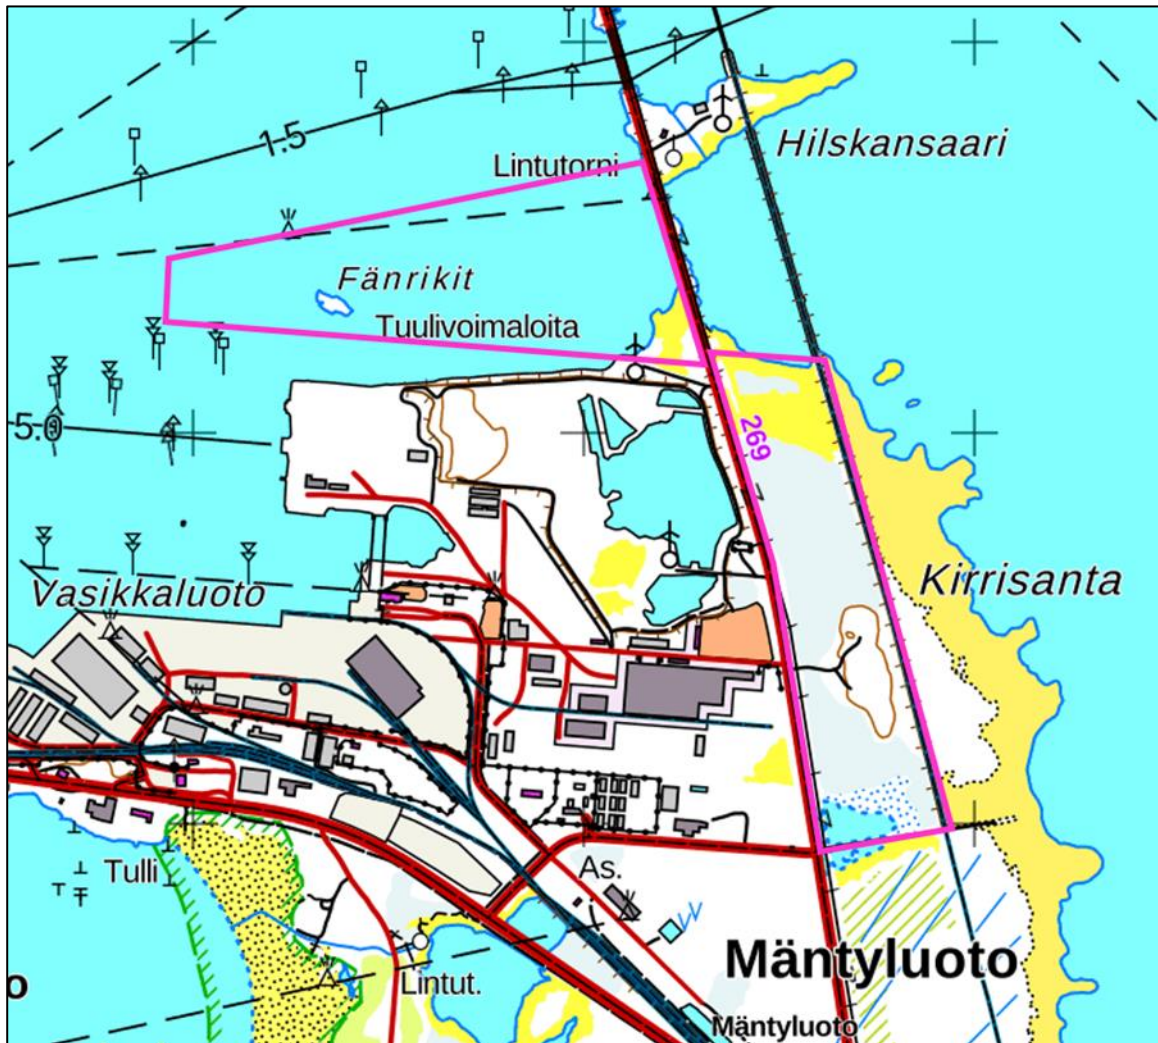 1.5
Hilskansaari
Lintutorni
Fänrikit
Tuulivoimaloita
5.0
269
Vasikkaluoto
Kirrisanta
Tulli
As.
Mäntyluoto
Lintut.
o
Mäntyluoto